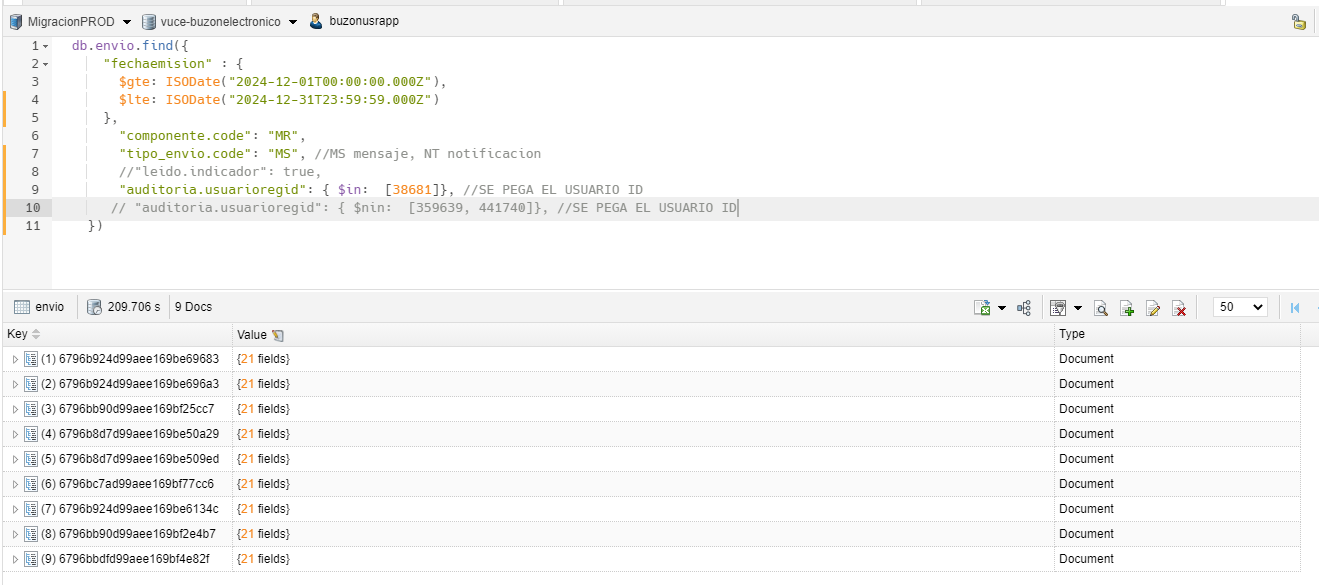 MigracionPROD vuce-buzonelectronico buzonusrapp
1 db.envio.find({
2 "fechaemision" : {
3 $gte: ISODate("2024-12-01T00:00:00.000Z"),
4 $lte: ISODate("2024-12-31T23:59:59.000Z")
5 },
6 "componente.code": "MR",
7 "tipo_envio.code": "MS", //MS mensaje, NT notificacion
8 //"leido.indicador": true,
9 "auditoria.usuarioregid": { $in: [38681]}, //SE PEGA EL USUARIO ID
10 // "auditoria.usuarioregid": { $nin: [359639, 441740]}, //SE PEGA EL USUARIO ID
11 })
envio 209.706 s 9 Docs 50
Key Value Type
(1) 6796b924d99aee169be69683 {21 fields} Document
(2) 6796b924d99aee169be696a3 {21 fields} Document
(3) 6796bb90d99aee169bf25cc7 {21 fields} Document
(4) 6796b8d7d99aee169be50a29 {21 fields} Document
(5) 6796b8d7d99aee169be509ed {21 fields} Document
(6) 6796bc7ad99aee169bf77cc6 {21 fields} Document
(7) 6796b924d99aee169be6134c {21 fields} Document
(8) 6796bb90d99aee169bf2e4b7 {21 fields} Document
(9) 6796bbdfd99aee169bf4e82f {21 fields} Document